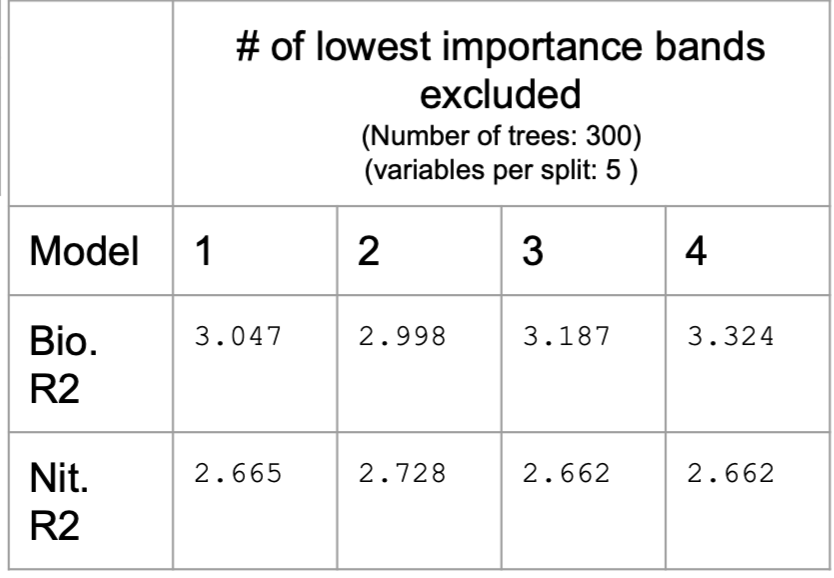 # of lowest importance bands
excluded
(Number of trees: 300)
(variables per split: 5 )
Model 1 2 3 4
Bio. R2 3.047 2.998 3.187 3.324
Nit. R2 2.665 2.728 2.662 2.662